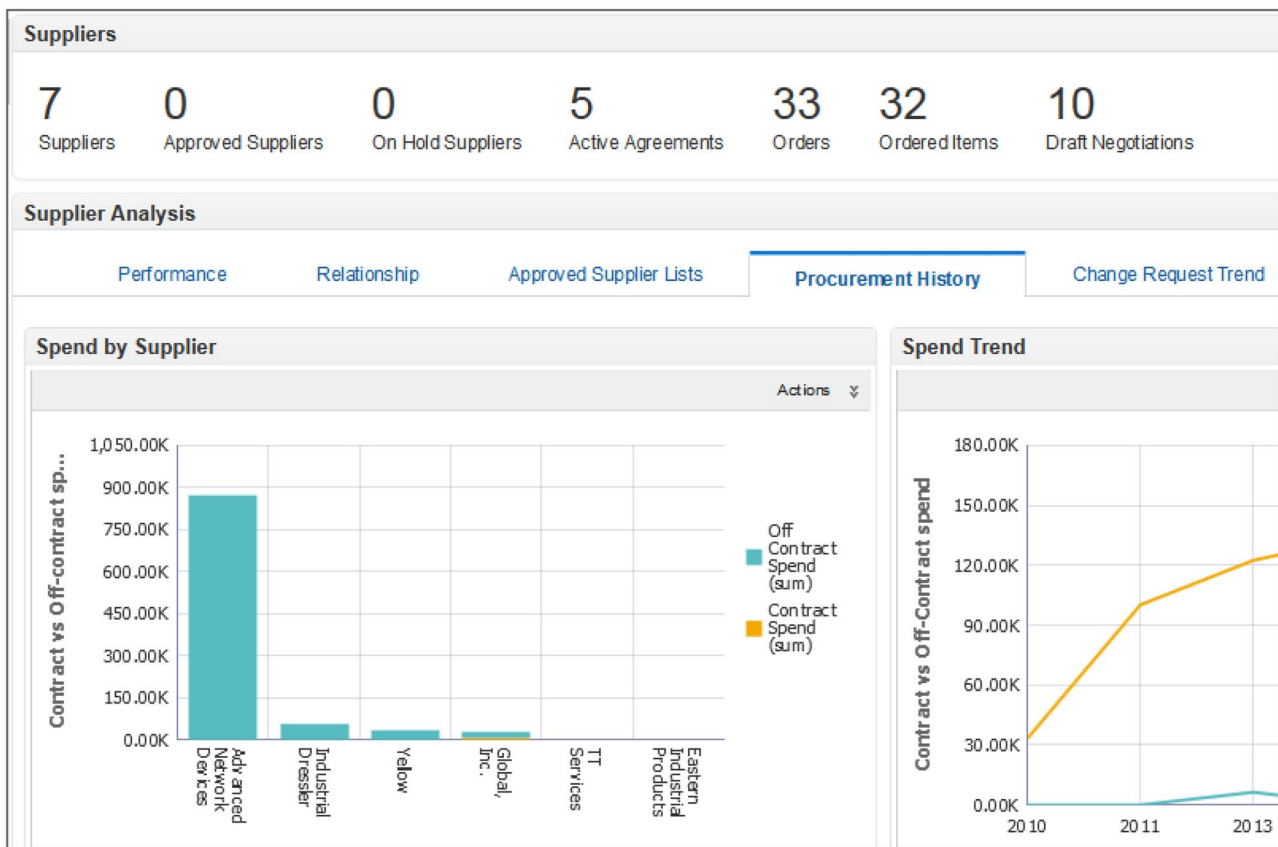 Suppliers
7 0 0 5 33 32 10
Suppliers Approved Suppliers On Hold Suppliers Active Agreements Orders Ordered Items Draft Negotiations
Supplier Analysis
Performance Relationship Approved Supplier Lists Procurement History Change Request Trend
Spend by Supplier
Actions
Contract vs Off-contract sp...
1,050.00K
900.00K
750.00K
600.00K
450.00K
300.00K
150.00K
0.00K
Advanced
Network
Devices
Industrial
Dressler
Yellow
Global,
Inc.
TT
Services
Eastern
Industrial
Products
Off
Contract
Spend
(sum)
Contract
Spend
(sum)
Spend Trend
Contract vs Off-Contract spend
180.00K
150.00K
120.00K
90.00K
60.00K
30.00K
0.00K
2010 2011 2013